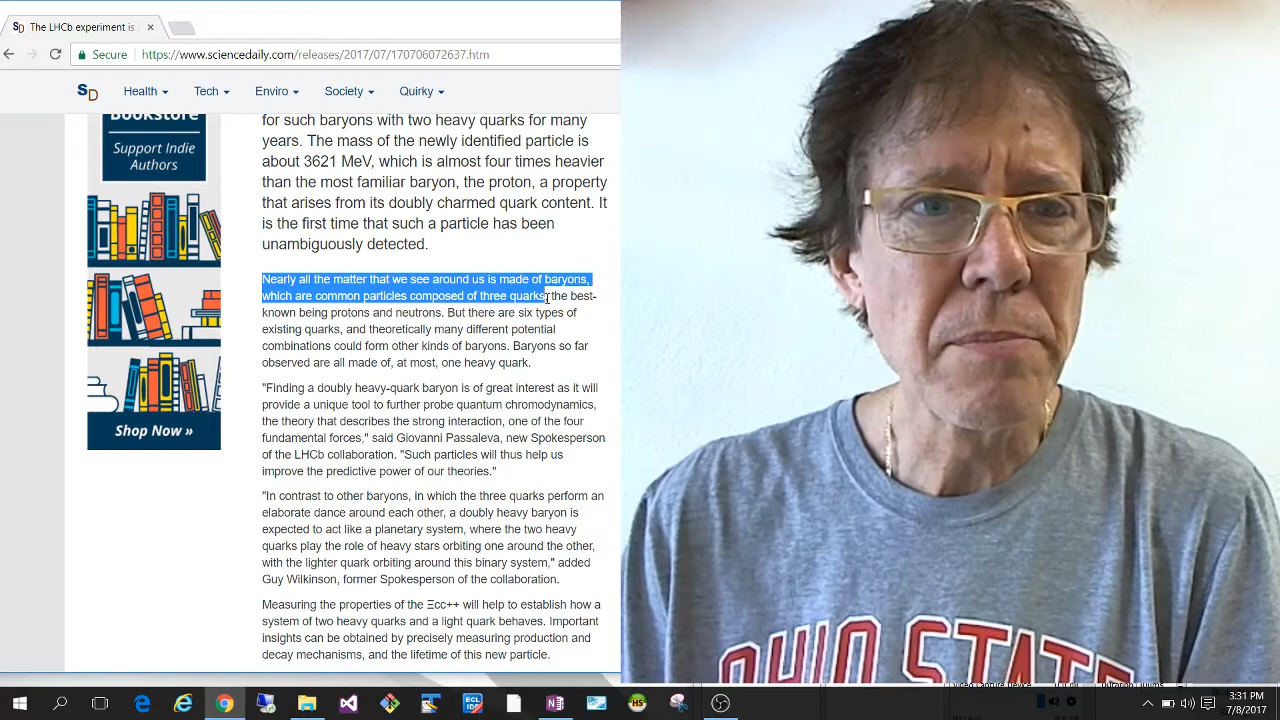 The LHCb experiment is
Secure
https://www.sciencedaily.com/releases/2017/07/170706072637.htm
SD
Health
Tech
Enviro
Society
Quirky
Bookstore
Support Indie
Authors
Shop Now »
for such baryons with two heavy quarks for many
years. The mass of the newly identified particle is
about 3621 MeV, which is almost four times heavier
than the most familiar baryon, the proton, a property
that arises from its doubly charmed quark content. It
is the first time that such a particle has been
unambiguously detected.
Nearly all the matter that we see around us is made of baryons,
which are common particles composed of three quarks, the best-
known being protons and neutrons. But there are six types of
existing quarks, and theoretically many different potential
combinations could form other kinds of baryons. Baryons so far
observed are all made of, at most, one heavy quark.
"Finding a doubly heavy-quark baryon is of great interest as it will
provide a unique tool to further probe quantum chromodynamics,
the theory that describes the strong interaction, one of the four
fundamental forces," said Giovanni Passaleva, new Spokesperson
of the LHCb collaboration. "Such particles will thus help us
improve the predictive power of our theories."
"In contrast to other baryons, in which the three quarks perform an
elaborate dance around each other, a doubly heavy baryon is
expected to act like a planetary system, where the two heavy
quarks play the role of heavy stars orbiting one around the other,
with the lighter quark orbiting around this binary system," added
Guy Wilkinson, former Spokesperson of the collaboration.
Measuring the properties of the Ξcc++ will help to establish how a
system of two heavy quarks and a light quark behaves. Important
insights can be obtained by precisely measuring production and
decay mechanisms, and the lifetime of this new particle.
OHIO STATE
ECL
IDE
HS
3:31 PM
7/8/2017